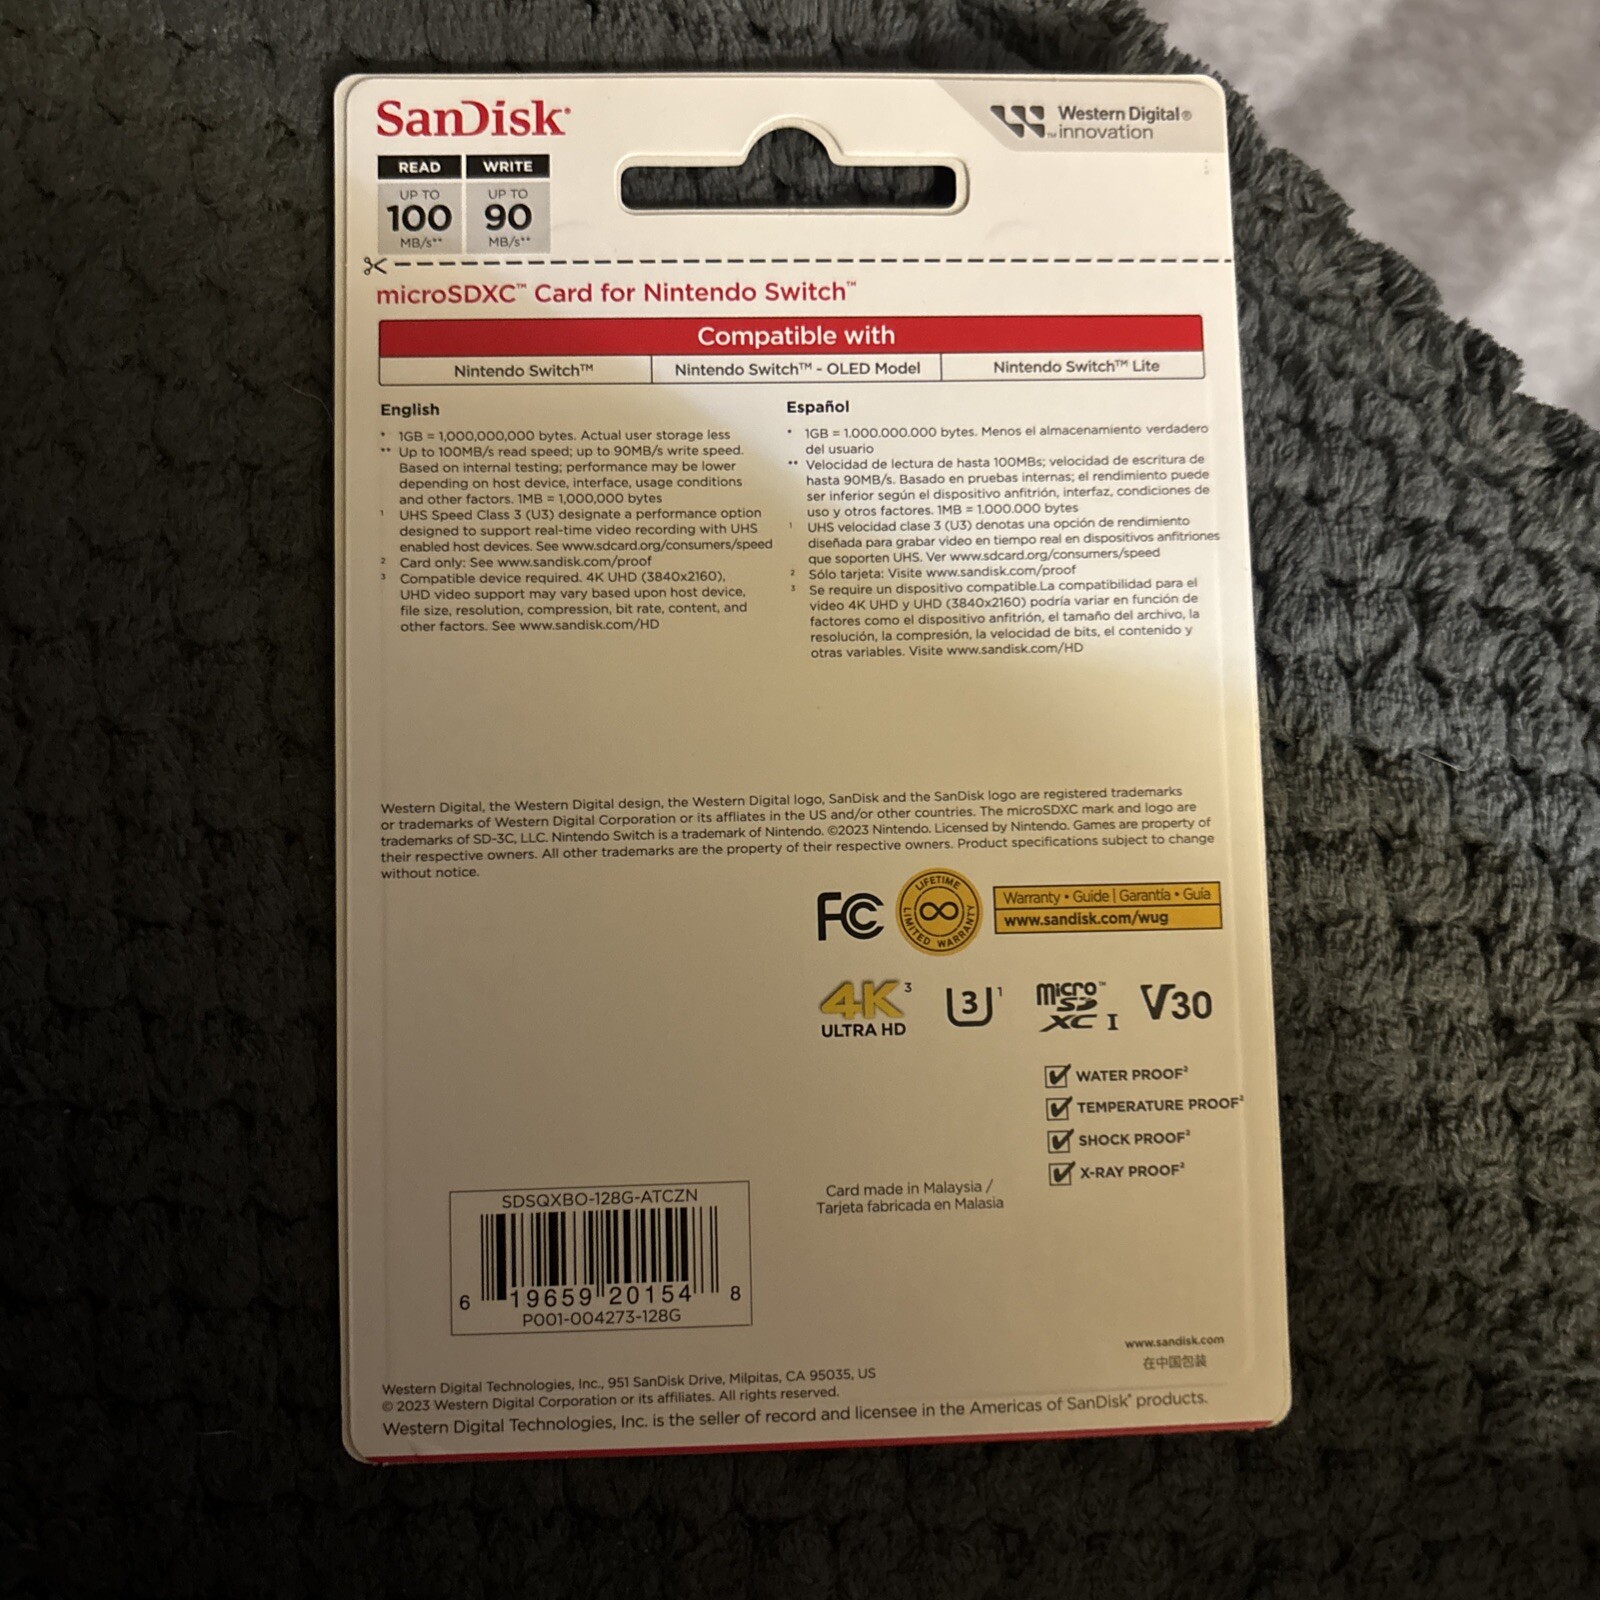 SanDisk®
Western Digital®
™ innovation
READ WRITE
UP TO UP TO
100 90
MB/s** MB/s**
microSDXC™ Card for Nintendo Switch™
Compatible with
Nintendo Switch™ Nintendo Switch™ - OLED Model Nintendo Switch™ Lite
English
* 1GB = 1,000,000,000 bytes. Actual user storage less
** Up to 100MB/s read speed; up to 90MB/s write speed.
Based on internal testing; performance may be lower
depending on host device, interface, usage conditions
and other factors. 1MB = 1,000,000 bytes
¹ UHS Speed Class 3 (U3) designate a performance option
designed to support real-time video recording with UHS
enabled host devices. See www.sdcard.org/consumers/speed
² Card only: See www.sandisk.com/proof
³ Compatible device required. 4K UHD (3840x2160),
UHD video support may vary based upon host device,
file size, resolution, compression, bit rate, content, and
other factors. See www.sandisk.com/HD
Español
* 1GB = 1.000.000.000 bytes. Menos el almacenamiento verdadero
del usuario
** Velocidad de lectura de hasta 100MBs; velocidad de escritura de
hasta 90MB/s. Basado en pruebas internas; el rendimiento puede
ser inferior según el dispositivo anfitrión, interfaz, condiciones de
uso y otros factores. 1MB = 1.000.000 bytes
¹ UHS velocidad clase 3 (U3) denotas una opción de rendimiento
diseñada para grabar video en tiempo real en dispositivos anfitriones
que soporten UHS. Ver www.sdcard.org/consumers/speed
² Sólo tarjeta: Visite www.sandisk.com/proof
³ Se require un dispositivo compatible.La compatibilidad para el
video 4K UHD y UHD (3840x2160) podría variar en función de
factores como el dispositivo anfitrión, el tamaño del archivo, la
resolución, la compresión, la velocidad de bits, el contenido y
otras variables. Visite www.sandisk.com/HD
Western Digital, the Western Digital design, the Western Digital logo, SanDisk and the SanDisk logo are registered trademarks
or trademarks of Western Digital Corporation or its affliates in the US and/or other countries. The microSDXC mark and logo are
trademarks of SD-3C, LLC. Nintendo Switch is a trademark of Nintendo. ©2023 Nintendo. Licensed by Nintendo. Games are property of
their respective owners. All other trademarks are the property of their respective owners. Product specifications subject to change
without notice.
FC
LIFETIME
LIMITED WARRANTY
Warranty • Guide | Garantía • Guía
www.sandisk.com/wug
4K³
ULTRA HD
U3¹
micro™
SD
XC I
V30
WATER PROOF²
TEMPERATURE PROOF²
SHOCK PROOF²
X-RAY PROOF²
Card made in Malaysia /
Tarjeta fabricada en Malasia
SDSQXBO-128G-ATCZN
6 19659 20154 8
P001-004273-128G
www.sandisk.com
在中国包装
Western Digital Technologies, Inc., 951 SanDisk Drive, Milpitas, CA 95035, US
© 2023 Western Digital Corporation or its affiliates. All rights reserved.
Western Digital Technologies, Inc. is the seller of record and licensee in the Americas of SanDisk® products.